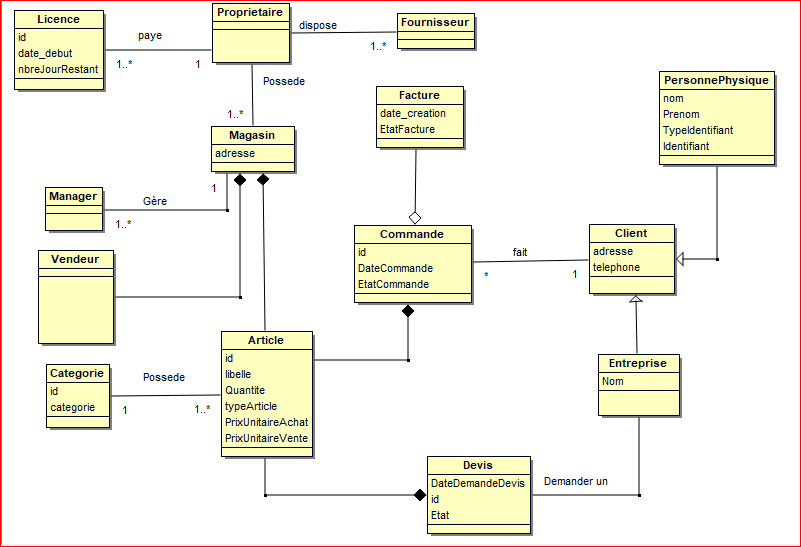 Licence
id
date_debut
nbreJourRestant
paye
1..*
1
Proprietaire
dispose
1..*
Fournisseur
Possede
1..*
Magasin
adresse
1
Manager
Gère
1..*
Vendeur
Facture
date_creation
EtatFacture
PersonnePhysique
nom
Prenom
TypeIdentifiant
Identifiant
Commande
id
DateCommande
EtatCommande
fait
*
1
Client
adresse
telephone
Categorie
id
categorie
Possede
1
1..*
Article
id
libelle
Quantite
typeArticle
PrixUnitaireAchat
PrixUnitaireVente
Entreprise
Nom
Devis
DateDemandeDevis
id
Etat
Demander un